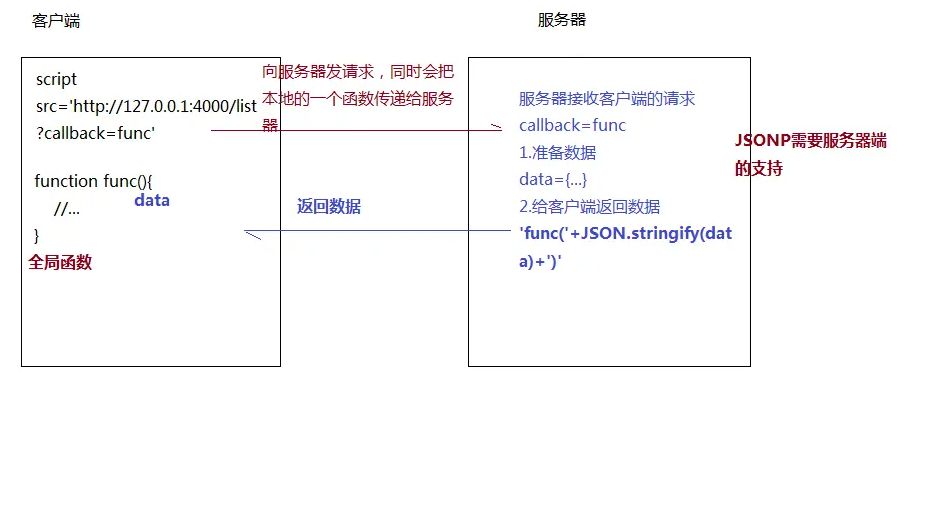 客户端
服务器
script
src='http://127.0.0.1:4000/list
?callback=func'
function func(){
data
//...
}
全局函数
向服务器发请求，同时会把
本地的一个函数传递给服务
器
返回数据
服务器接收客户端的请求
callback=func
1.准备数据
data={...}
2.给客户端返回数据
'func('+JSON.stringify(dat
a)+')'
JSONP需要服务器端
的支持